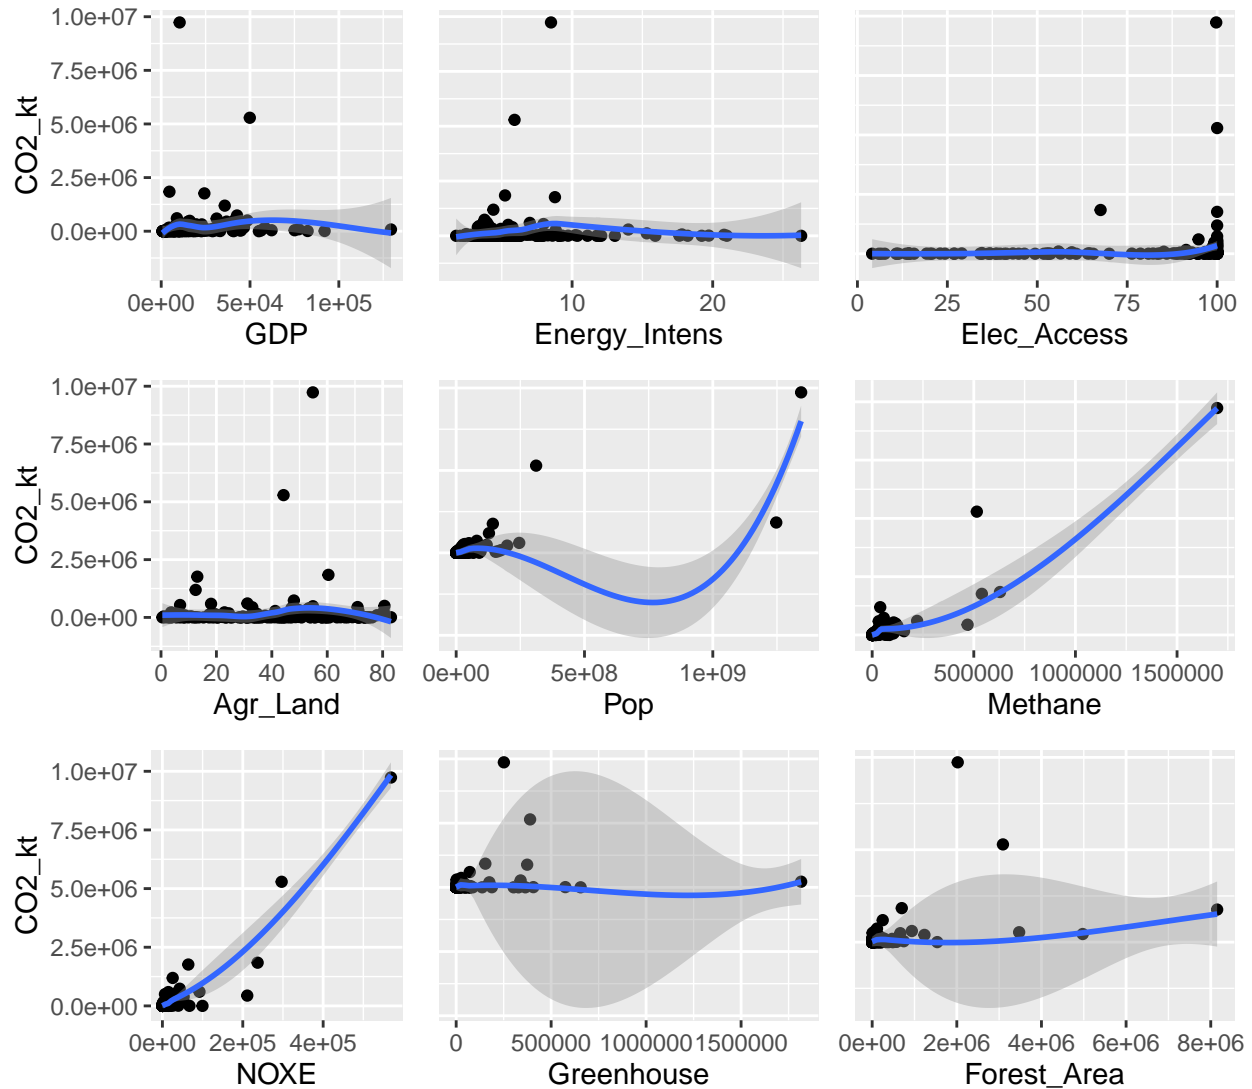 1.0e+07
7.5e+06
5.0e+06
2.5e+06
0.0e+00
CO2_kt
0e+00 5e+04 1e+05
GDP
10 20
Energy_Intens
0 25 50 75 100
Elec_Access
1.0e+07
7.5e+06
5.0e+06
2.5e+06
0.0e+00
CO2_kt
0 20 40 60 80
Agr_Land
0e+00 5e+08 1e+09
Pop
0 500000 1000000 1500000
Methane
1.0e+07
7.5e+06
5.0e+06
2.5e+06
0.0e+00
CO2_kt
0e+00 2e+05 4e+05
NOXE
0 500000 1000000 1500000
Greenhouse
0e+00 2e+06 4e+06 6e+06 8e+06
Forest_Area